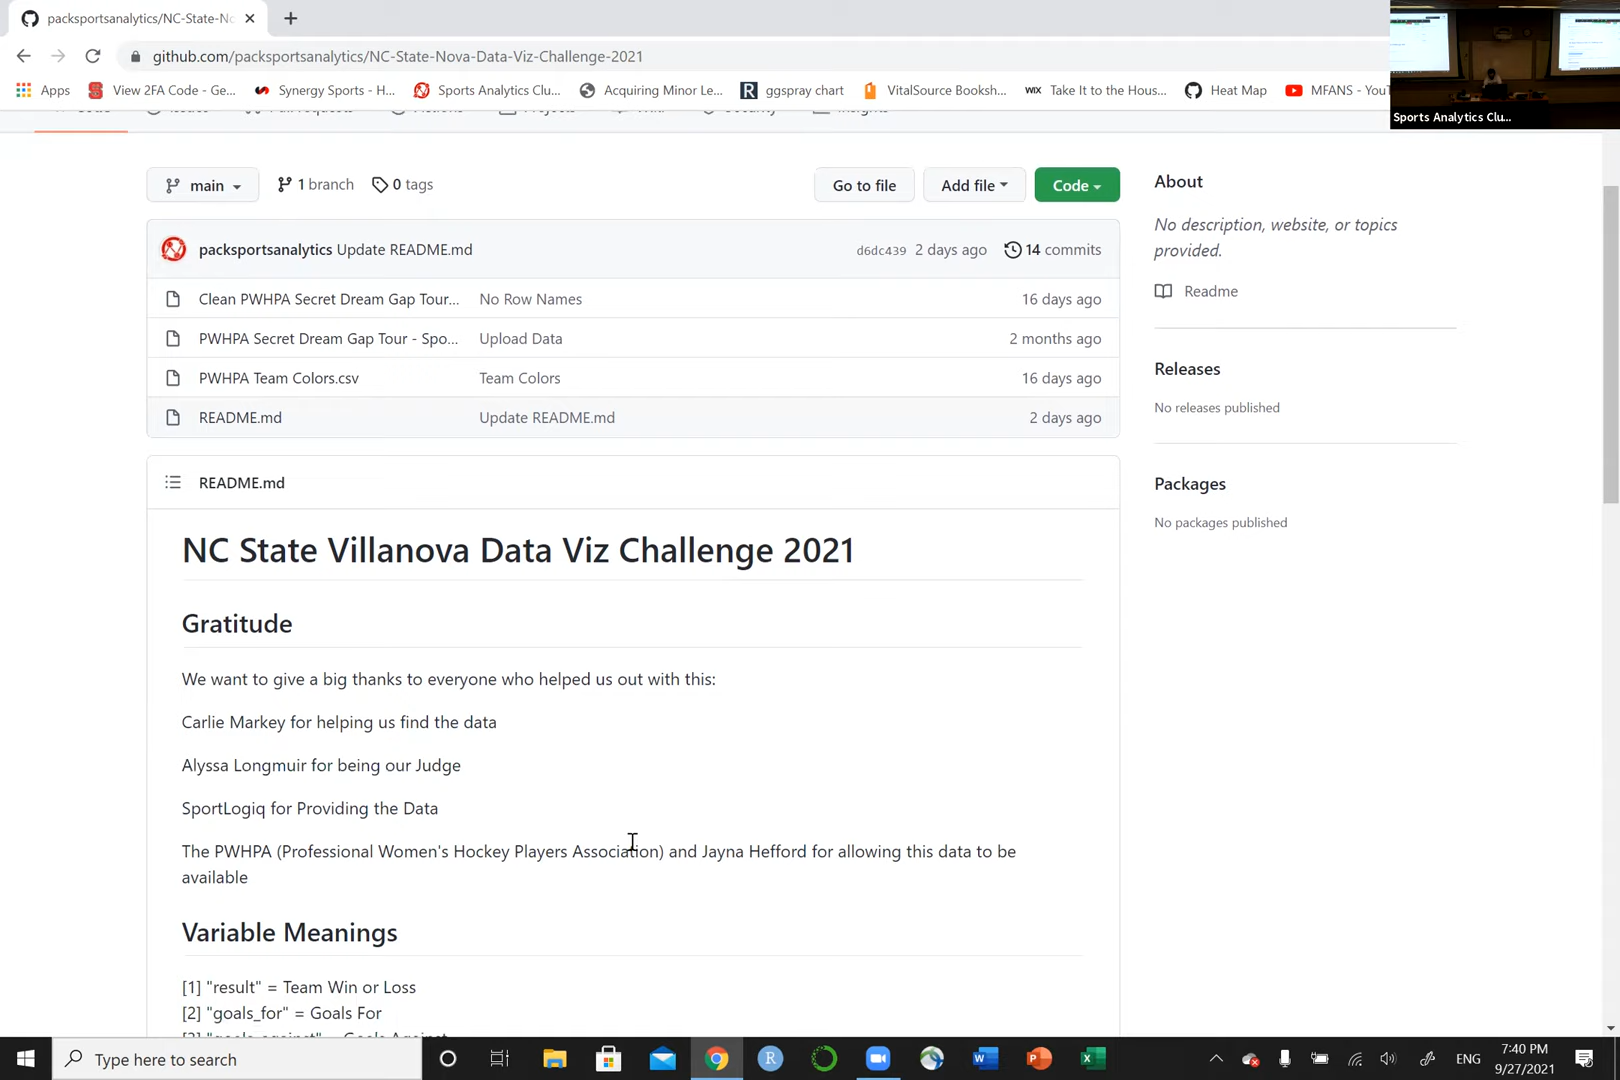 packsportsanalytics/NC-State-No
github.com/packsportsanalytics/NC-State-Nova-Data-Viz-Challenge-2021
Apps
View 2FA Code - Ge...
Synergy Sports - H...
Sports Analytics Clu...
Acquiring Minor Le...
ggspray chart
VitalSource Booksh...
WIX Take It to the Hous...
Heat Map
MFANS - YouT
Sports Analytics Clu...
main
1 branch
0 tags
Go to file
Add file
Code
packsportsanalytics Update README.md
d6dc439 2 days ago
14 commits
Clean PWHPA Secret Dream Gap Tour... No Row Names 16 days ago
PWHPA Secret Dream Gap Tour - Spo... Upload Data 2 months ago
PWHPA Team Colors.csv Team Colors 16 days ago
README.md Update README.md 2 days ago
README.md
NC State Villanova Data Viz Challenge 2021
Gratitude
We want to give a big thanks to everyone who helped us out with this:
Carlie Markey for helping us find the data
Alyssa Longmuir for being our Judge
SportLogiq for Providing the Data
The PWHPA (Professional Women's Hockey Players Association) and Jayna Hefford for allowing this data to be
available
Variable Meanings
[1] "result" = Team Win or Loss
[2] "goals_for" = Goals For
About
No description, website, or topics
provided.
Readme
Releases
No releases published
Packages
No packages published
Type here to search
ENG
7:40 PM
9/27/2021